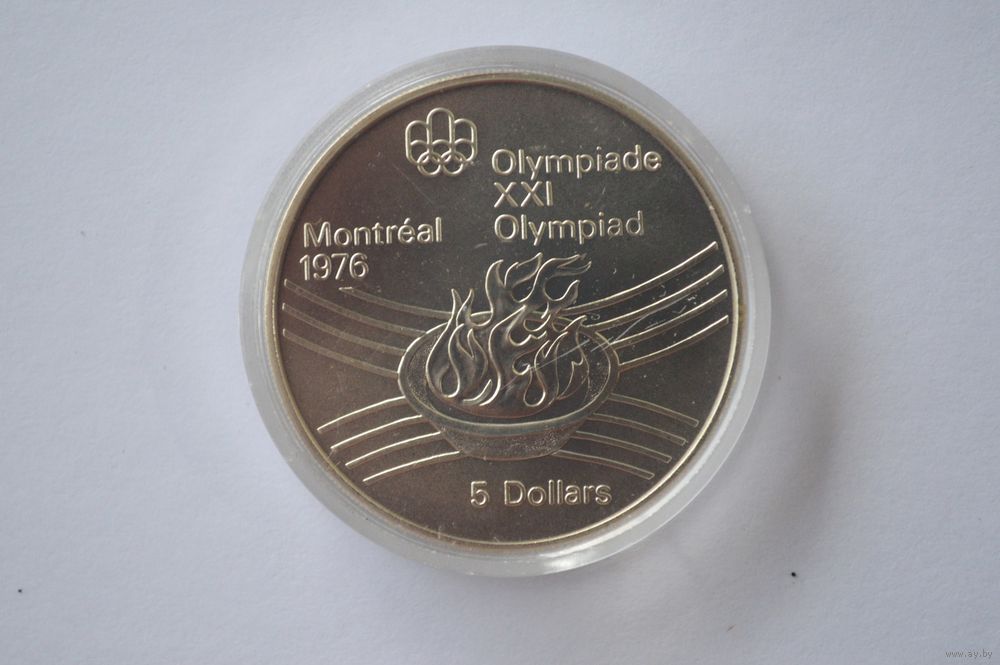 Olympiade
XXI
Olympiad
Montréal
1976
5 Dollars
www.ay.by